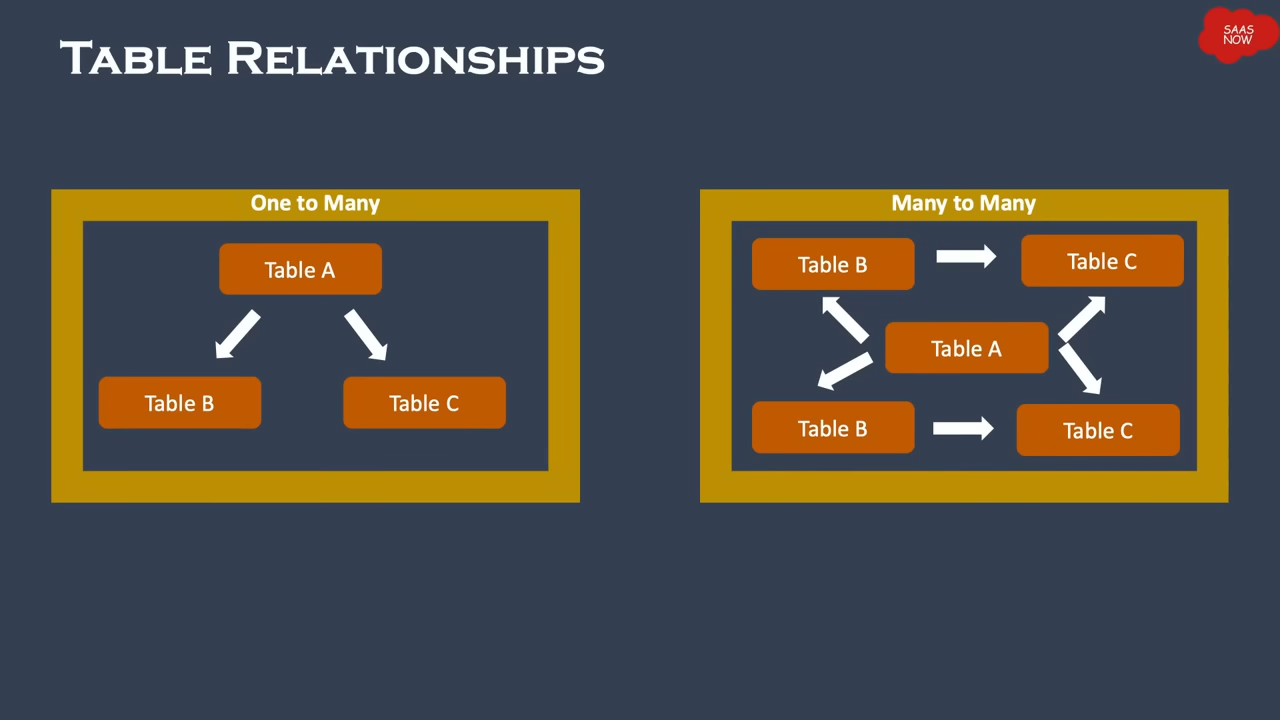 TABLE RELATIONSHIPS
SAAS
NOW
One to Many
Table A
Table B
Table C
Many to Many
Table B
Table C
Table A
Table B
Table C